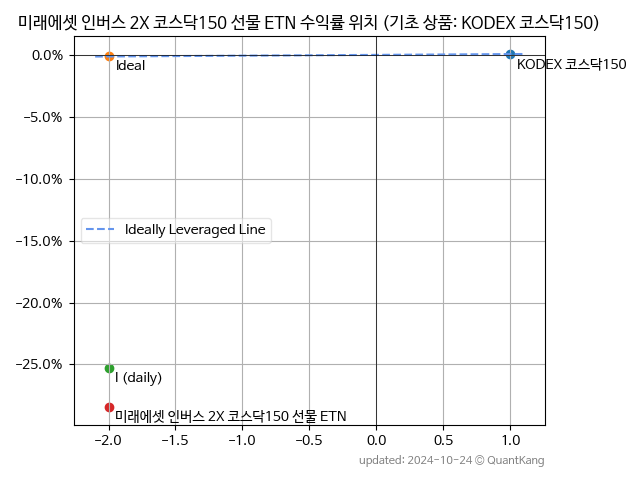 미래에셋 인버스 2X 코스닥150 선물 ETN 수익률 위치 (기초 상품: KODEX 코스닥150)
0.0%
Ideal
KODEX 코스닥150
−5.0%
−10.0%
Ideally Leveraged Line
−15.0%
−20.0%
−25.0%
I (daily)
미래에셋 인버스 2X 코스닥150 선물 ETN
−2.0 −1.5 −1.0 −0.5 0.0 0.5 1.0
updated: 2024-10-24 © QuantKang